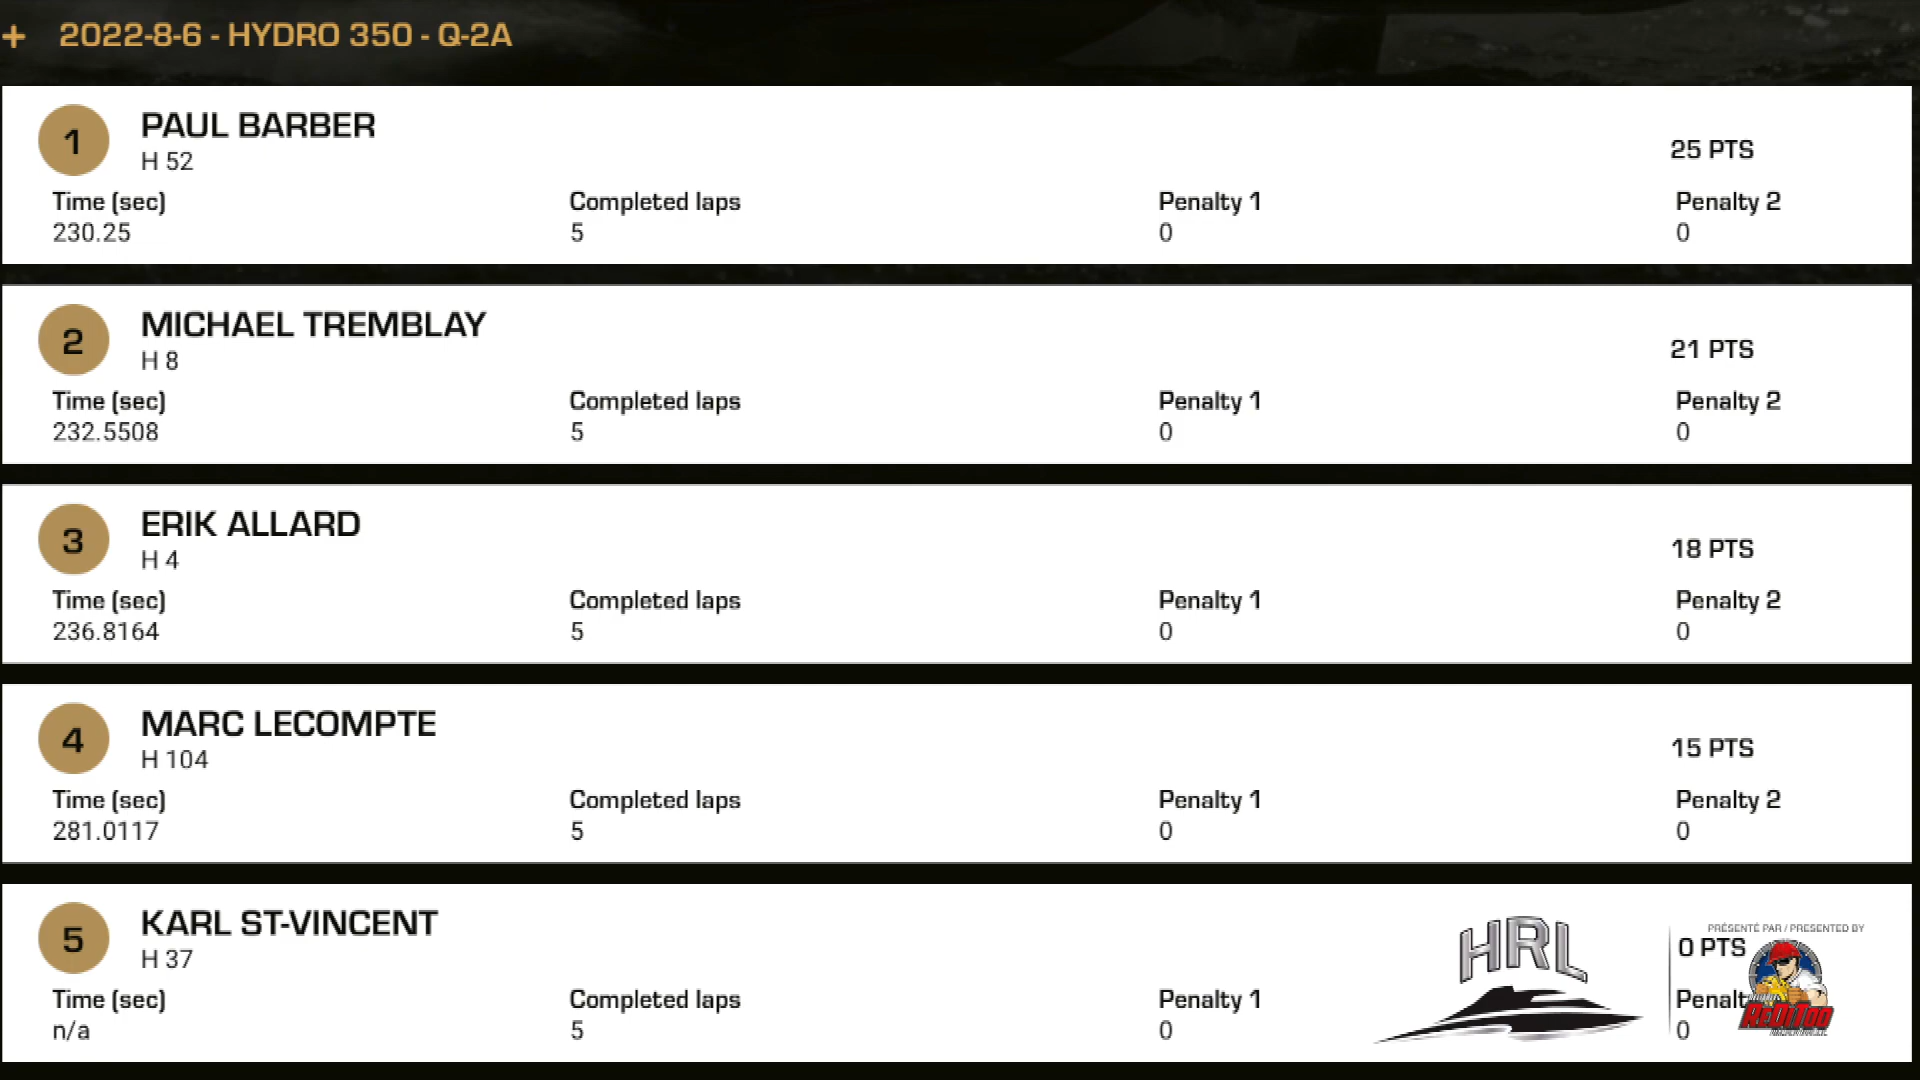 + 2022-8-6 - HYDRO 350 - Q-2A
1 PAUL BARBER
H 52
25 PTS
Time (sec) Completed laps Penalty 1 Penalty 2
230.25 5 0 0
2 MICHAEL TREMBLAY
H 8
21 PTS
Time (sec) Completed laps Penalty 1 Penalty 2
232.5508 5 0 0
3 ERIK ALLARD
H 4
18 PTS
Time (sec) Completed laps Penalty 1 Penalty 2
236.8164 5 0 0
4 MARC LECOMPTE
H 104
15 PTS
Time (sec) Completed laps Penalty 1 Penalty 2
281.0117 5 0 0
5 KARL ST-VINCENT
H 37
HRL
PRÉSENTÉ PAR / PRESENTED BY
0 PTS
Time (sec) Completed laps Penalty 1 Penalt
ReDiToo
n/a 5 0 0